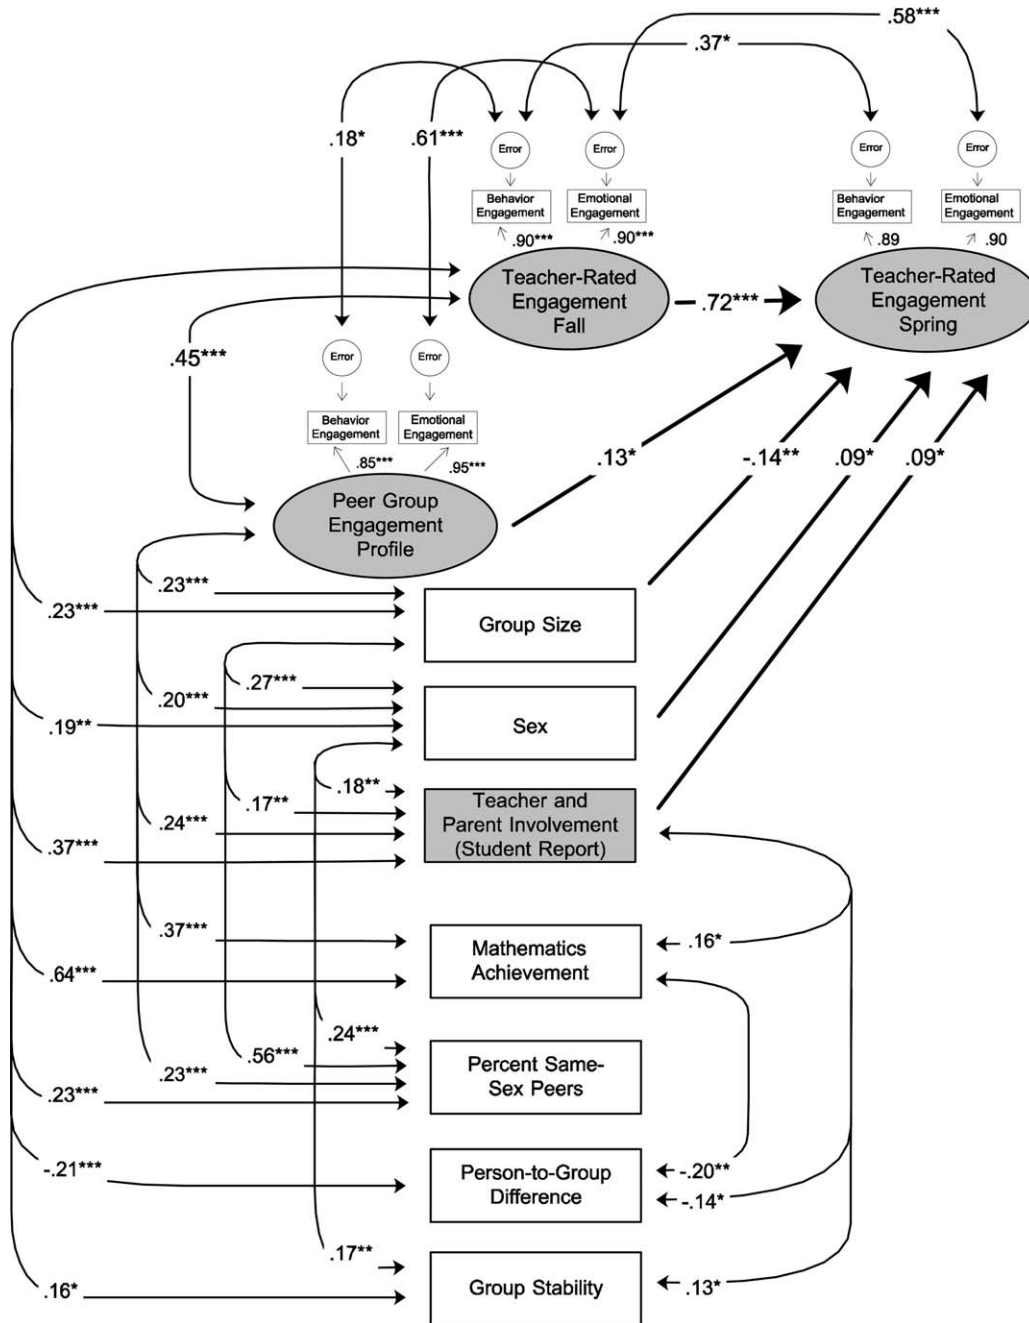 .58***
.37*
.18*
.61***
Error
Error
Error
Error
Behavior
Engagement
Emotional
Engagement
Behavior
Engagement
Emotional
Engagement
.90***
.90***
.89
.90
Teacher-Rated
Engagement
Fall
.72***
Teacher-Rated
Engagement
Spring
.45***
Error
Error
Behavior
Engagement
Emotional
Engagement
.85***
.95***
.13*
-.14**
.09*
.09*
Peer Group
Engagement
Profile
.23***
.23***
Group Size
.27***
.20***
.19**
Sex
.18**
.17**
.24***
.37***
Teacher and
Parent Involvement
(Student Report)
.37***
.16*
.64***
Mathematics
Achievement
.24***
.56***
.23***
.23***
Percent Same-
Sex Peers
-.21***
Person-to-Group
Difference
-.20**
-.14*
.17**
.16*
Group Stability
.13*